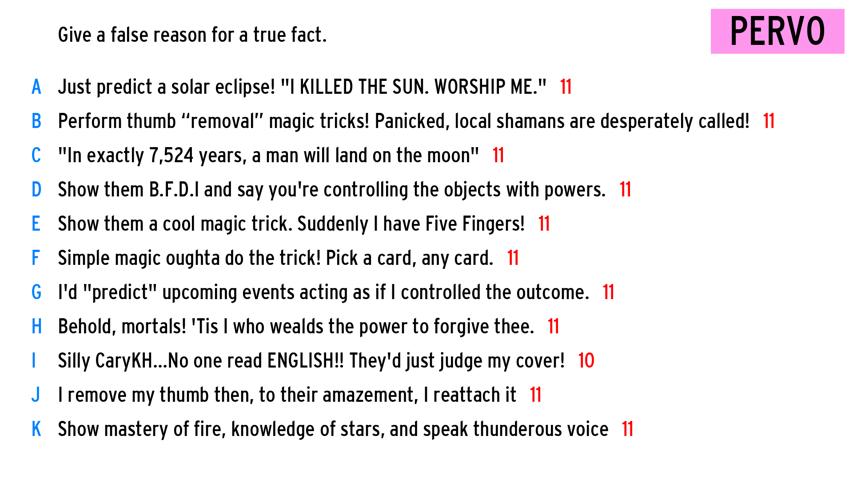 Give a false reason for a true fact.
PERVO
A Just predict a solar eclipse! "I KILLED THE SUN. WORSHIP ME." 11
B Perform thumb “removal” magic tricks! Panicked, local shamans are desperately called! 11
C "In exactly 7,524 years, a man will land on the moon" 11
D Show them B.F.D.I and say you're controlling the objects with powers. 11
E Show them a cool magic trick. Suddenly I have Five Fingers! 11
F Simple magic oughta do the trick! Pick a card, any card. 11
G I'd "predict" upcoming events acting as if I controlled the outcome. 11
H Behold, mortals! 'Tis I who wealds the power to forgive thee. 11
I Silly CaryKH...No one read ENGLISH!! They'd just judge my cover! 10
J I remove my thumb then, to their amazement, I reattach it 11
K Show mastery of fire, knowledge of stars, and speak thunderous voice 11